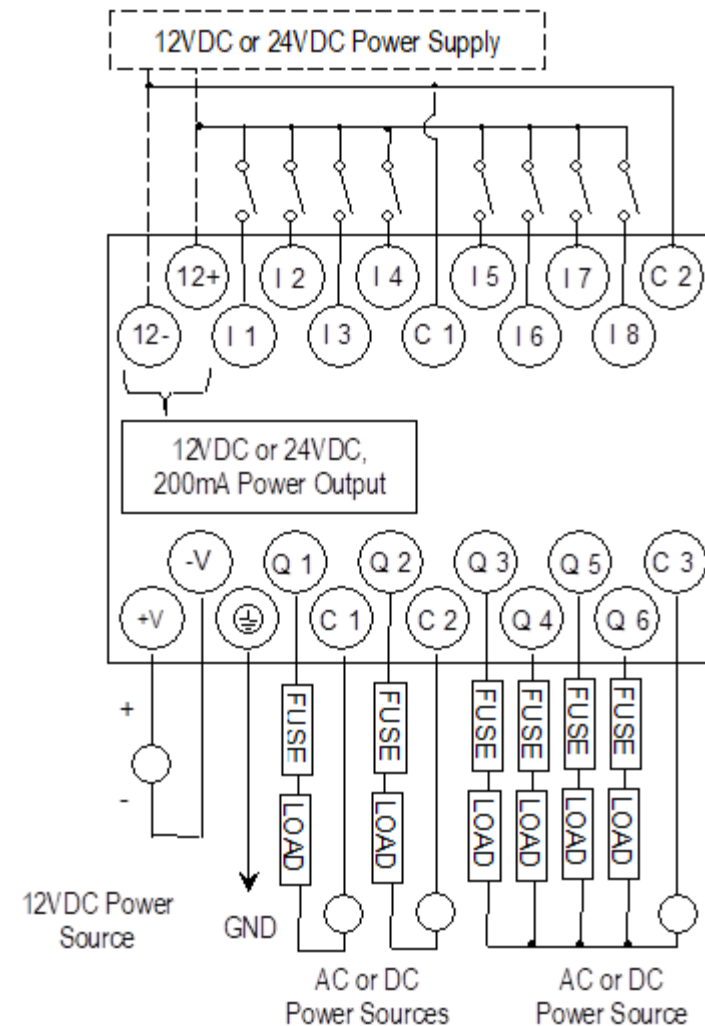 12VDC or 24VDC Power Supply
12+ I 2 I 4 I 5 I 7 C 2
12- I 1 I 3 C 1 I 6 I 8
12VDC or 24VDC,
200mA Power Output
-V Q 1 Q 2 Q 3 Q 5 C 3
+V C 1 C 2 Q 4 Q 6
FUSE FUSE FUSE FUSE FUSE FUSE
+
-
LOAD LOAD LOAD LOAD LOAD LOAD
12VDC Power
Source
GND
AC or DC
Power Sources
AC or DC
Power Source